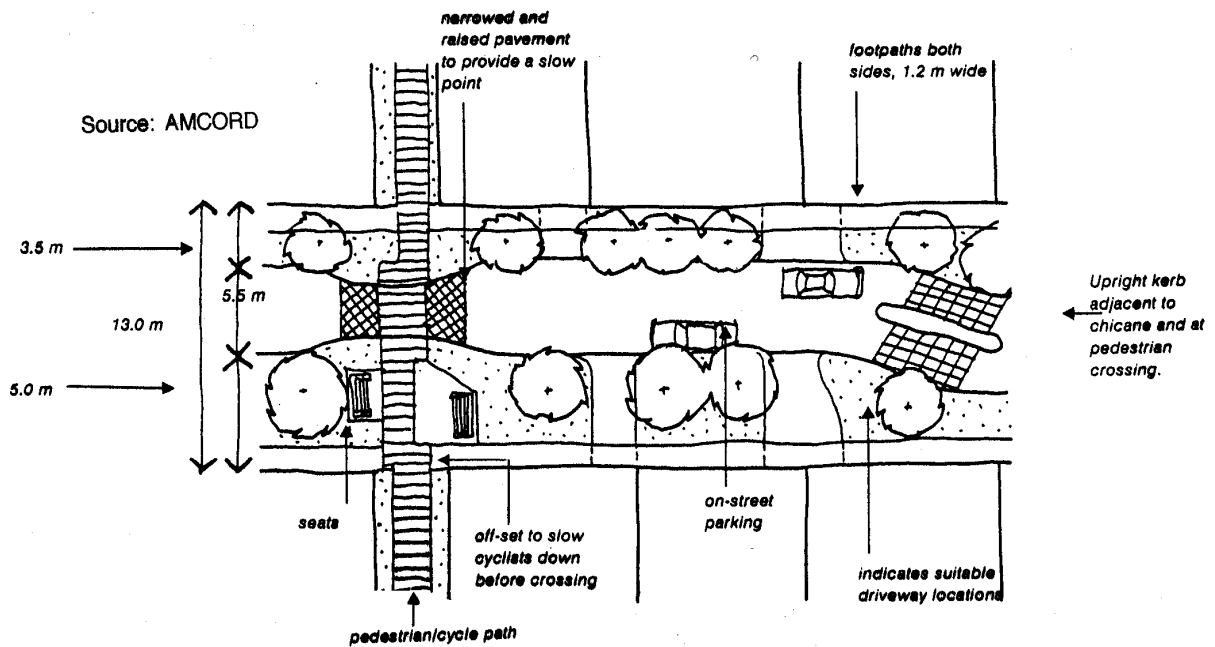 narrowed and
raised pavement
to provide a slow
point
footpaths both
sides, 1.2 m wide
Source: AMCORD
3.5 m
5.5 m
13.0 m
5.0 m
Upright kerb
adjacent to
chicane and at
pedestrian
crossing.
seats
off-set to slow
cyclists down
before crossing
on-street
parking
indicates suitable
driveway locations
pedestrian/cycle path